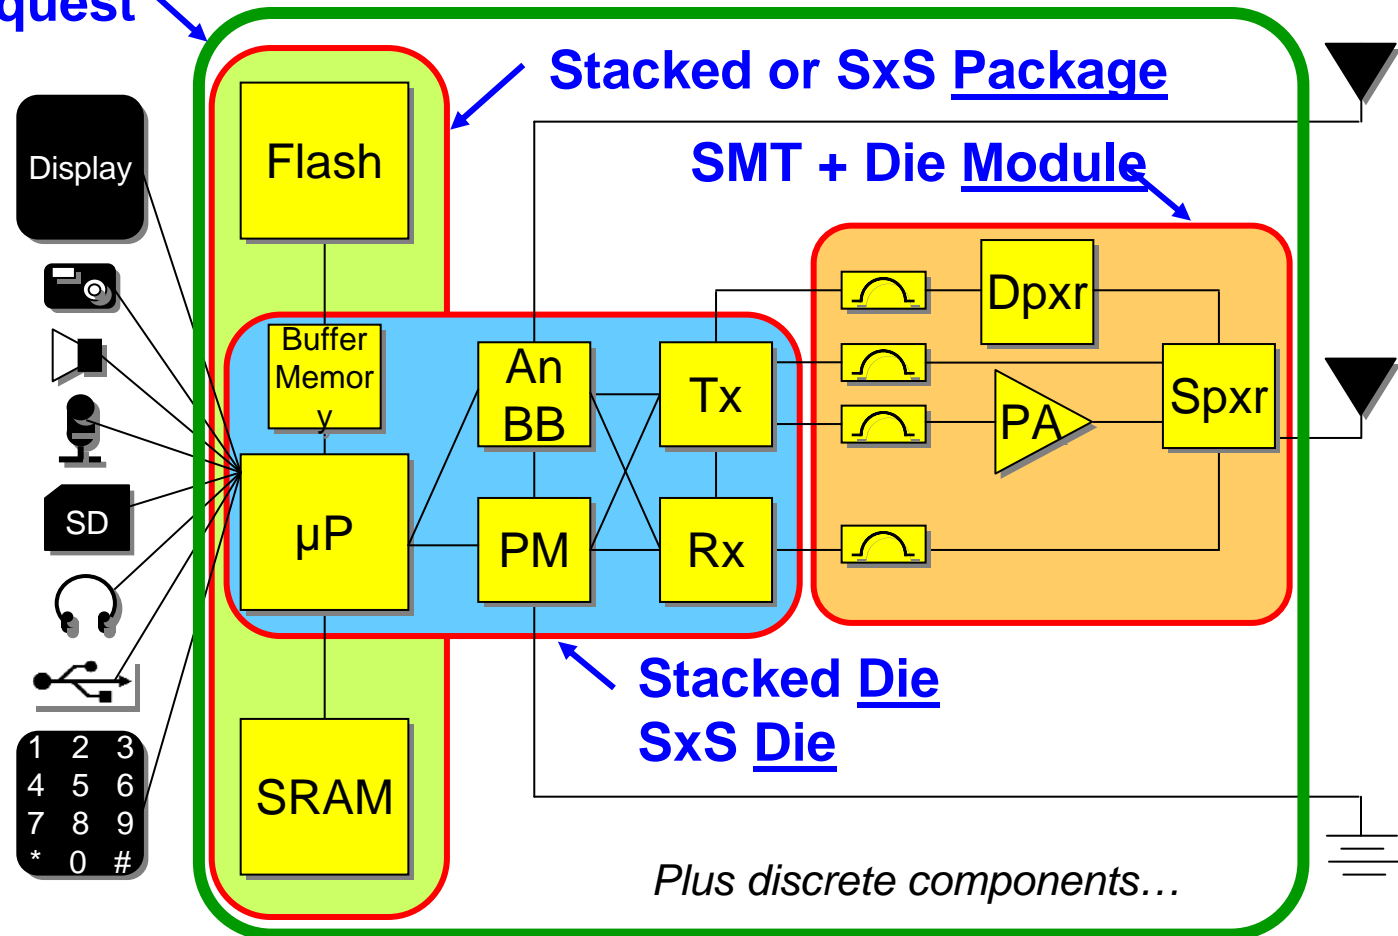 quest
Stacked or SxS Package
SMT + Die Module
Display
Flash
Dpxr
Buffer
Memor
y
An
BB
Tx
PA
Spxr
SD
µP
PM
Rx
Stacked Die
SxS Die
1 2 3
4 5 6
7 8 9
* 0 #
SRAM
Plus discrete components…